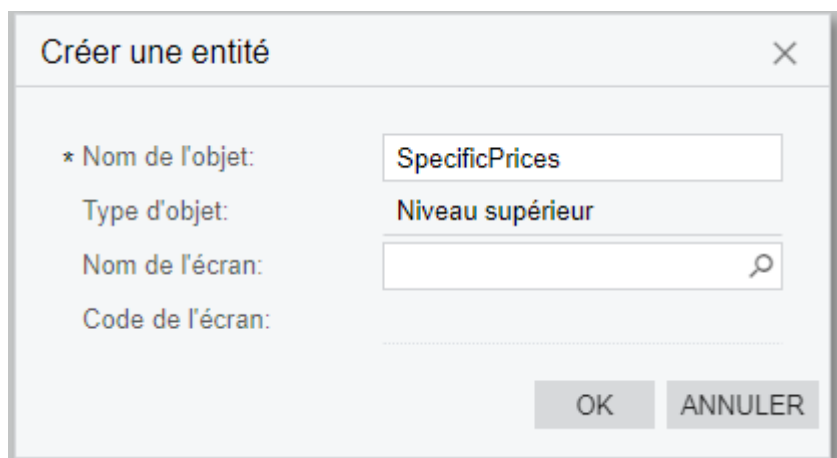 Créer une entité
* Nom de l'objet: SpecificPrices
Type d'objet: Niveau supérieur
Nom de l'écran:
Code de l'écran:
OK ANNULER